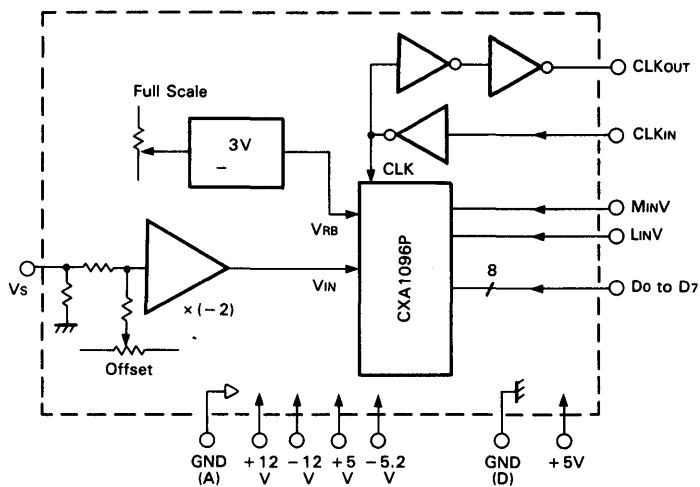 CLKOUT
Full Scale
3V
−
CLKIN
CLK
VRB
MINV
LINV
CXA1096P
8
VS
VIN
D0 to D7
×(−2)
Offset
GND
(A)
+12
V
−12
V
+5
V
−5.2
V
GND
(D)
+5V